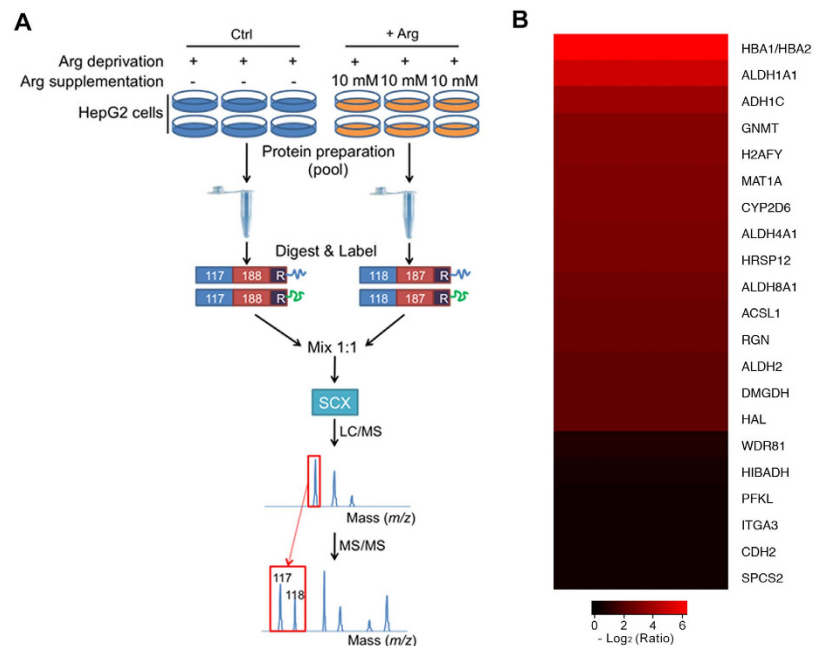 A
Ctrl
+ Arg
Arg deprivation + + + + + +
Arg supplementation - - - 10 mM 10 mM 10 mM
HepG2 cells
Protein preparation
(pool)
Digest & Label
117 188 R
117 188 R
118 187 R
118 187 R
Mix 1:1
SCX
LC/MS
Mass (m/z)
MS/MS
117
118
Mass (m/z)
B
HBA1/HBA2
ALDH1A1
ADH1C
GNMT
H2AFY
MAT1A
CYP2D6
ALDH4A1
HRSP12
ALDH8A1
ACSL1
RGN
ALDH2
DMGDH
HAL
WDR81
HIBADH
PFKL
ITGA3
CDH2
SPCS2
0 2 4 6
- Log₂ (Ratio)